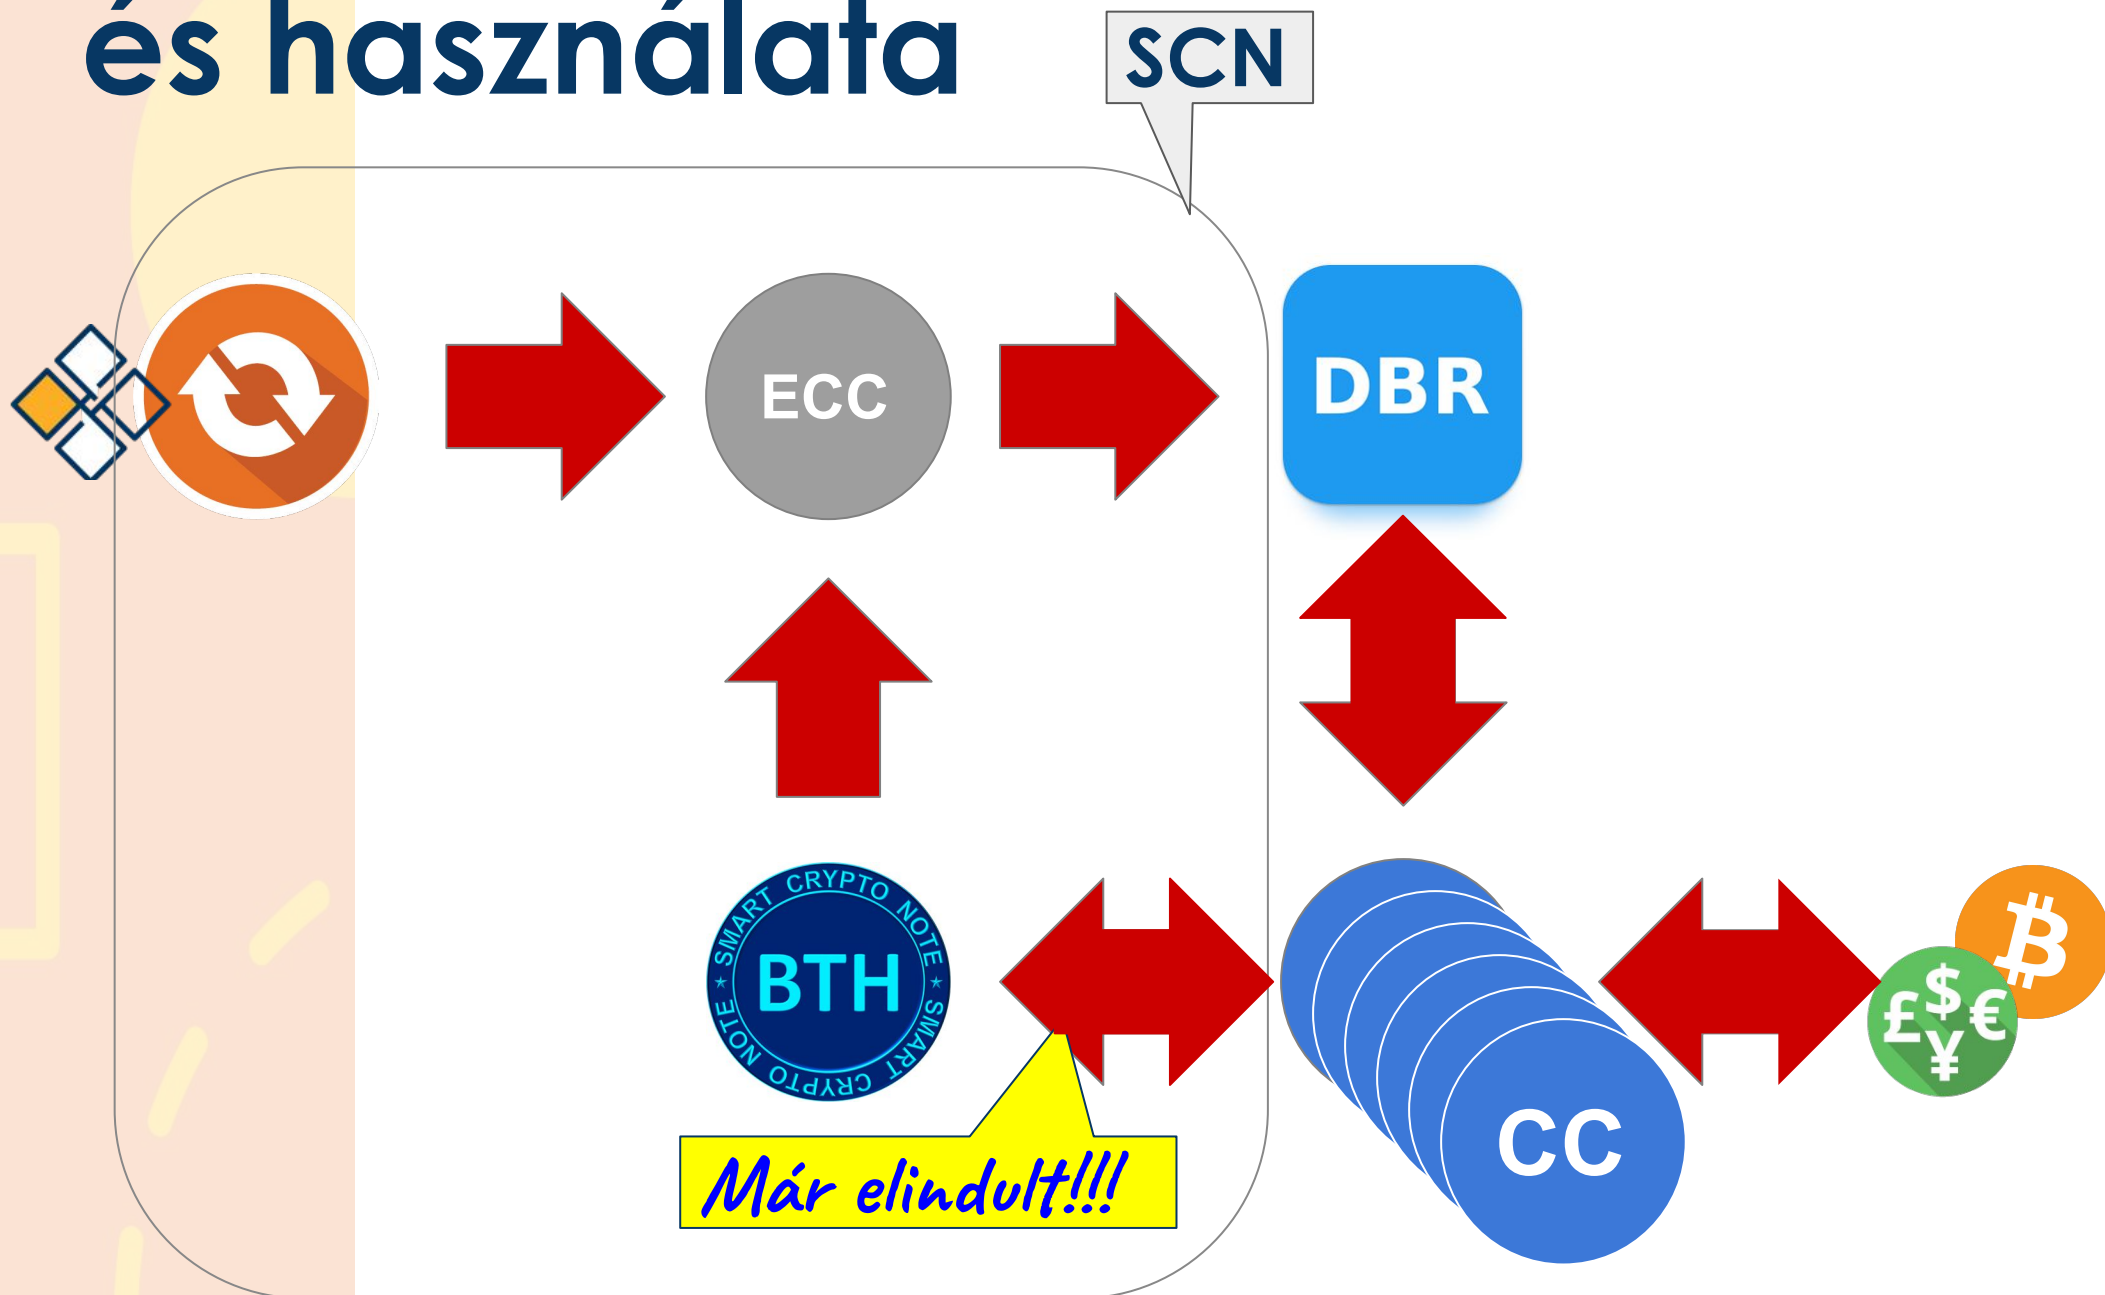 és használata
SCN
ECC
DBR
SMART CRYPTO NOTE * SMART CRYPTO NOTE *
BTH
₿
$
£ €
¥
CC
Már elindult!!!